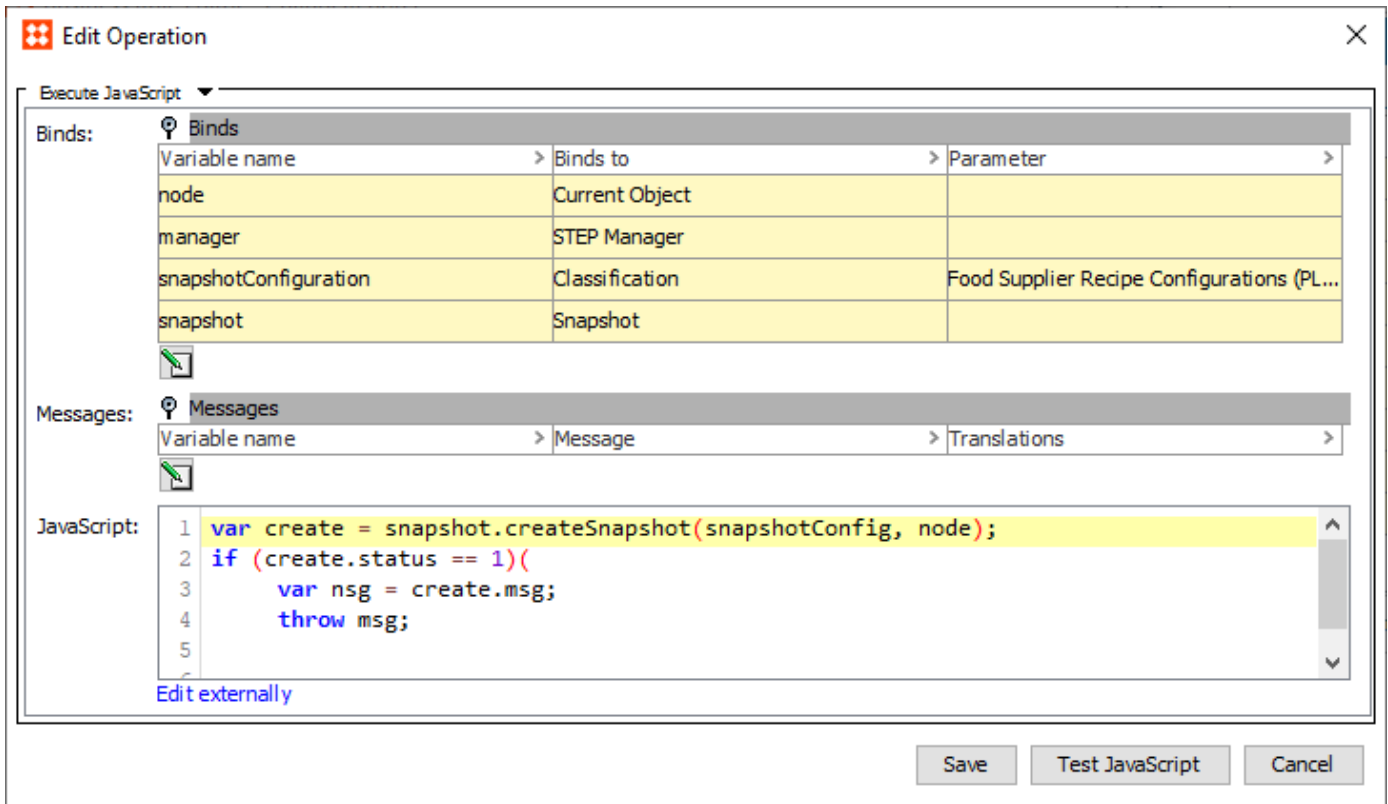 Edit Operation
Execute JavaScript
Binds: Binds
Variable name > Binds to > Parameter >
node Current Object
manager STEP Manager
snapshotConfiguration Classification Food Supplier Recipe Configurations (PL...
snapshot Snapshot
Messages: Messages
Variable name > Message > Translations >
JavaScript:
1 var create = snapshot.createSnapshot(snapshotConfig, node);
2 if (create.status == 1)(
3 var nsg = create.msg;
4 throw msg;
5
Edit externally
Save Test JavaScript Cancel